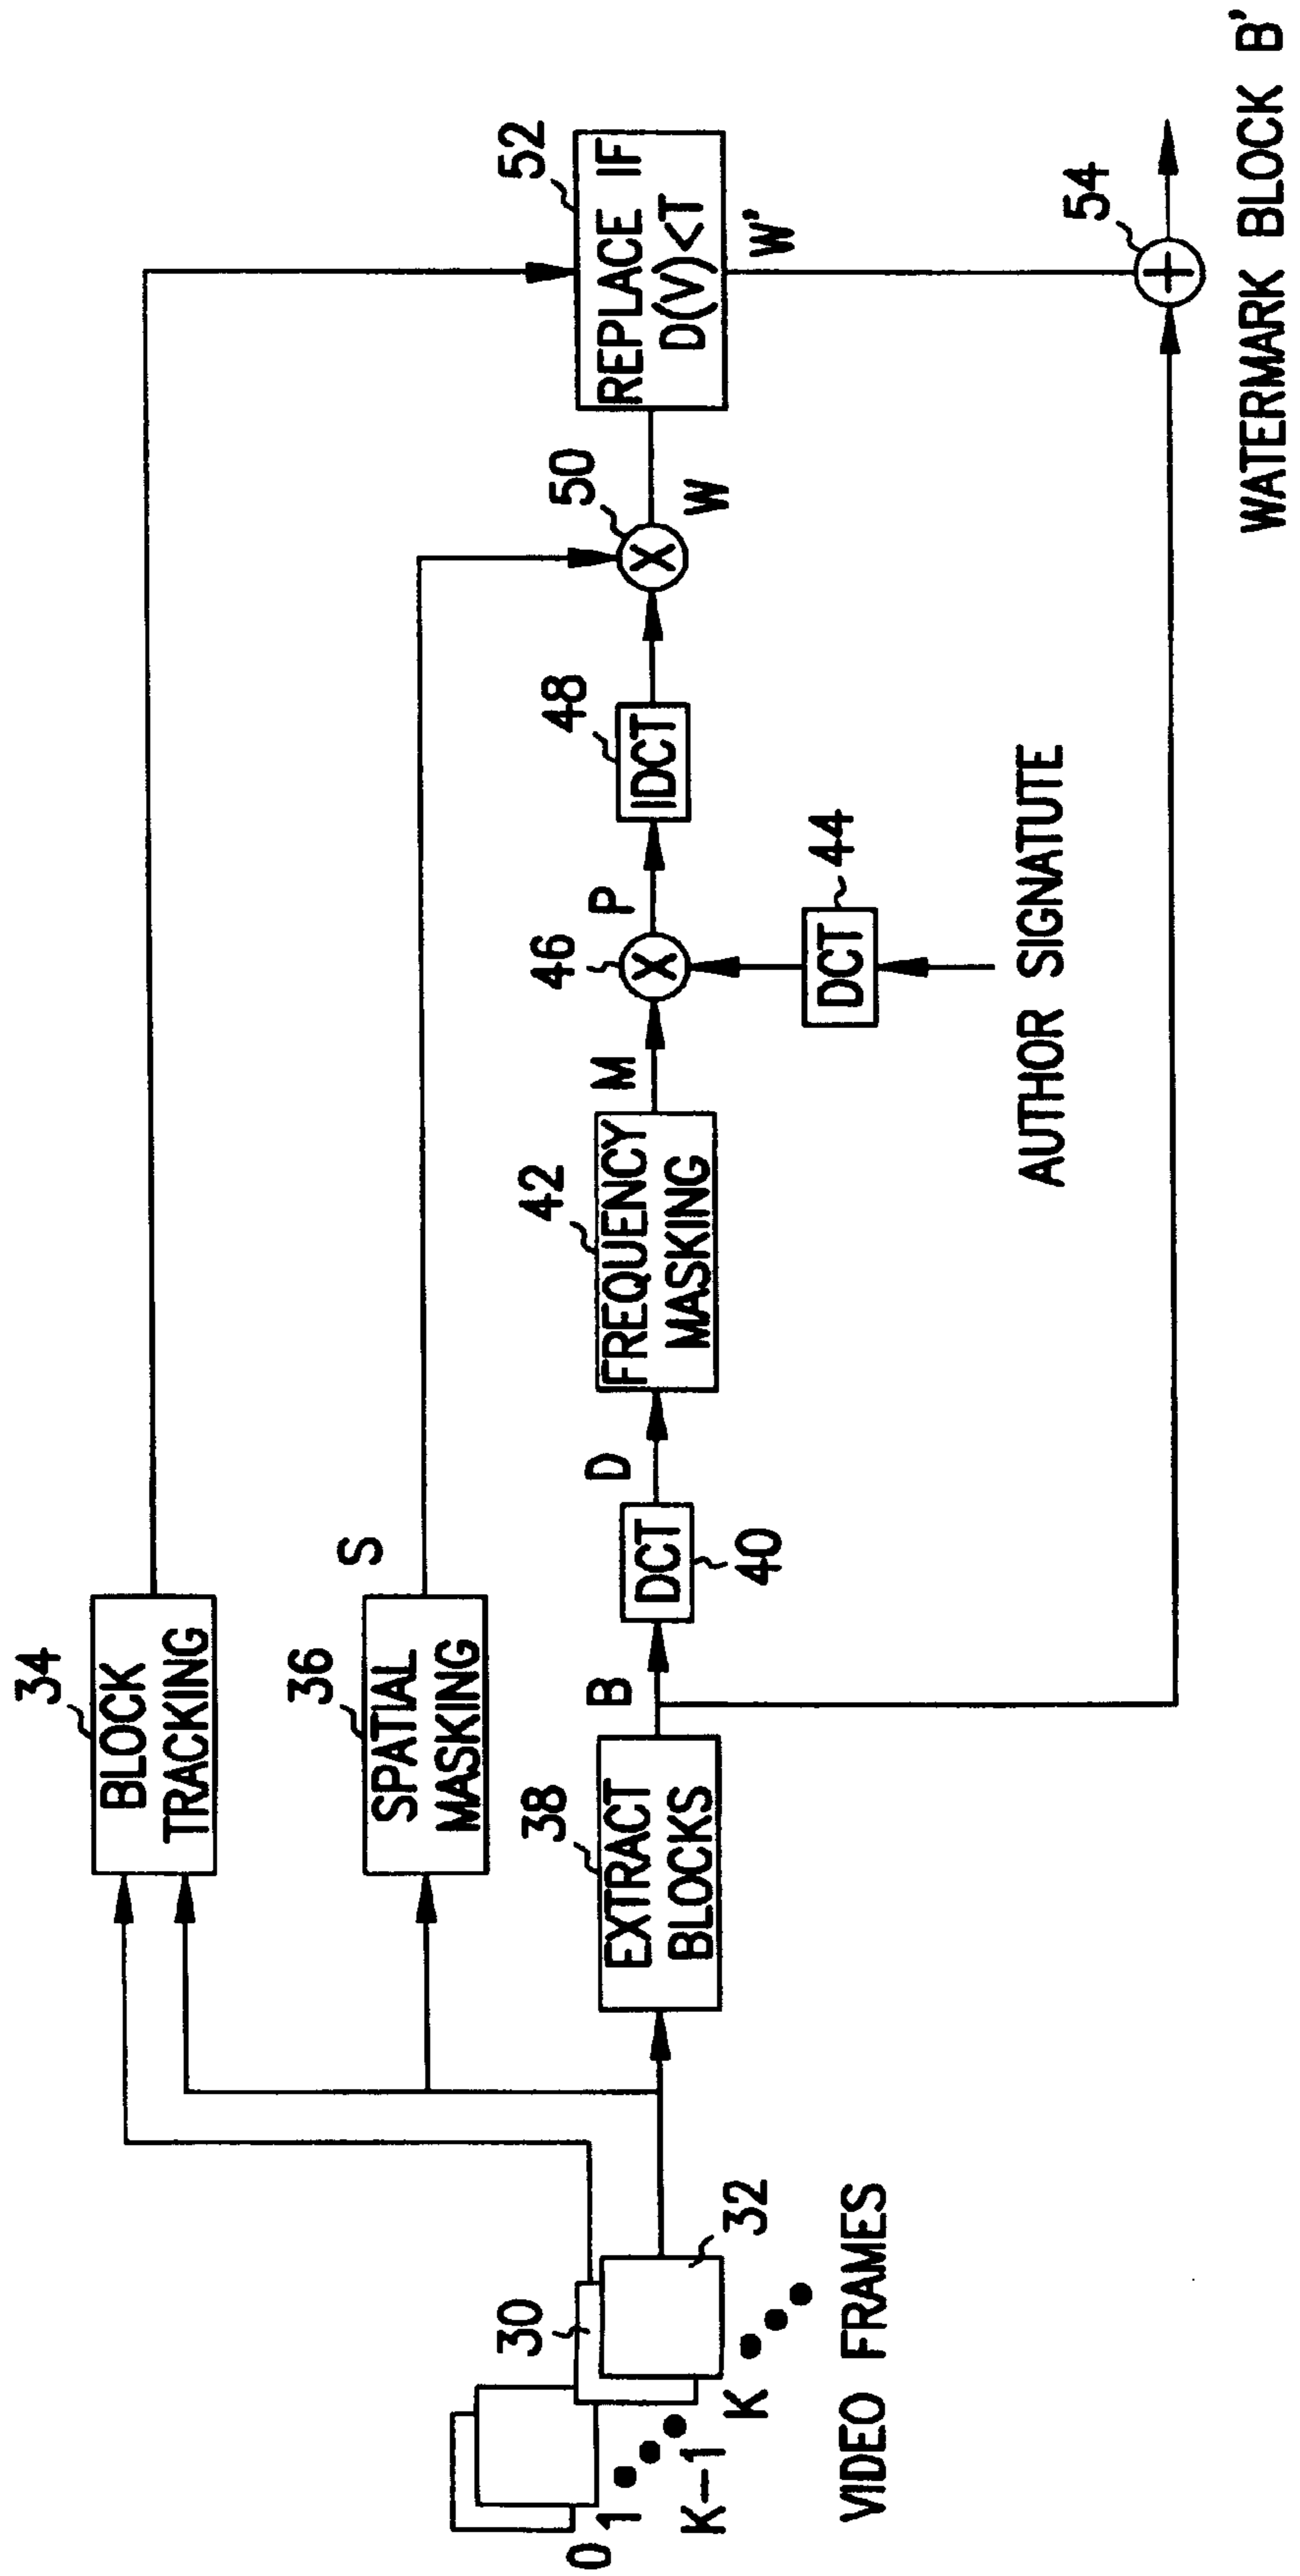 34
BLOCK
TRACKING
36
S
SPATIAL
MASKING
0
1
K-1
K
30
32
VIDEO FRAMES
38
EXTRACT
BLOCKS
B
DCT
40
D
42
FREQUENCY
MASKING
M
46
X
P
DCT
44
AUTHOR SIGNATUTE
48
IDCT
50
X
W
52
REPLACE IF
D(V)<T
W'
54
+
WATERMARK BLOCK B'